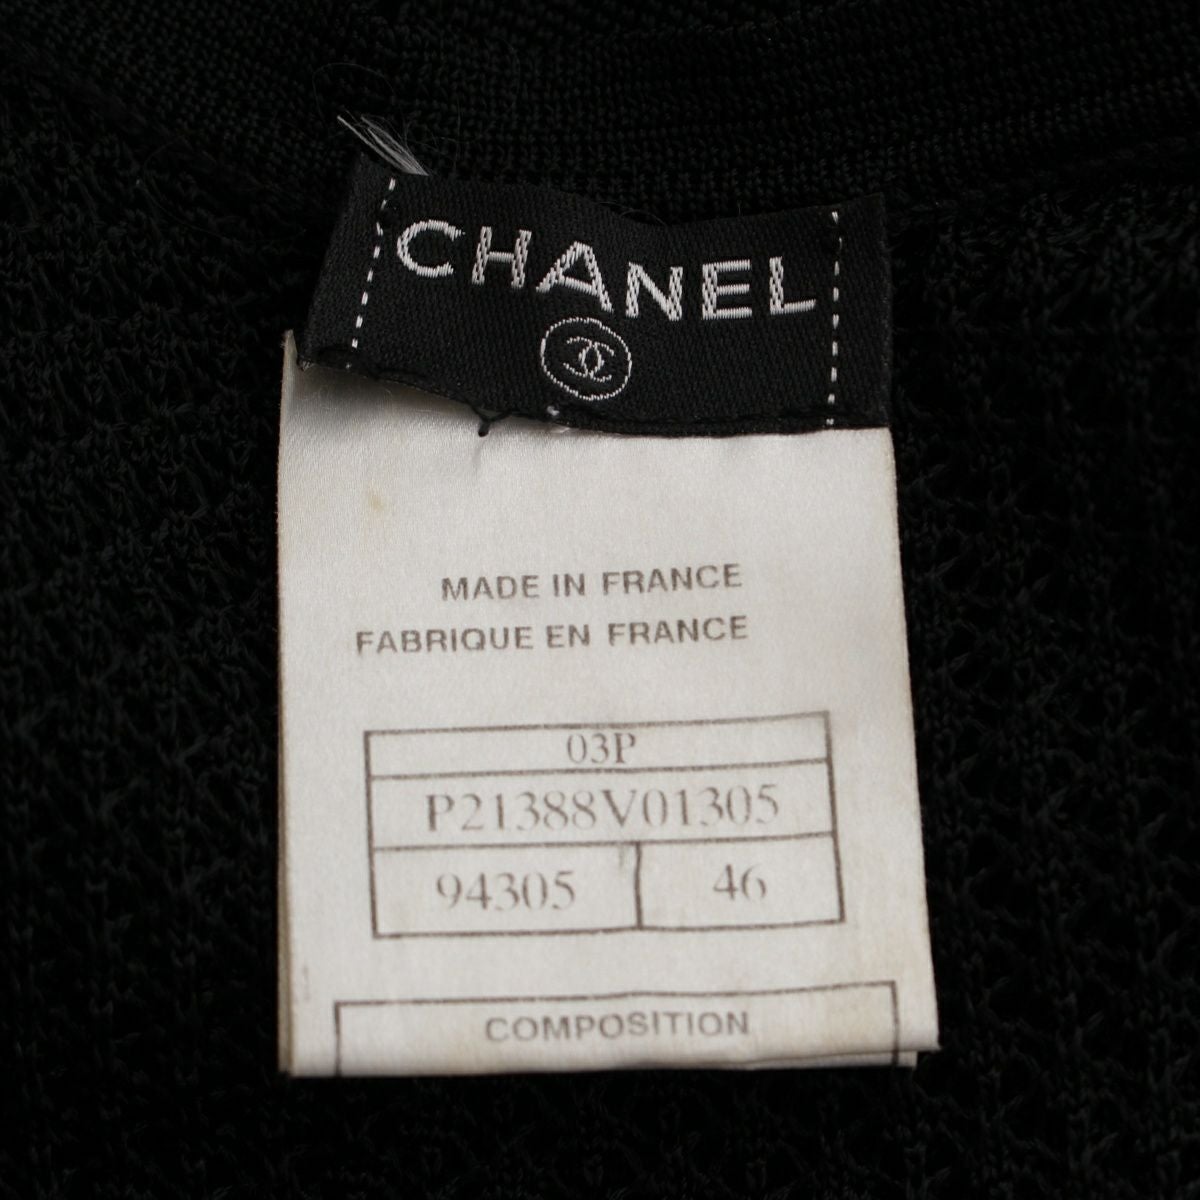 CHANEL
MADE IN FRANCE
FABRIQUE EN FRANCE
03P
P21388V01305
94305 46
COMPOSITION